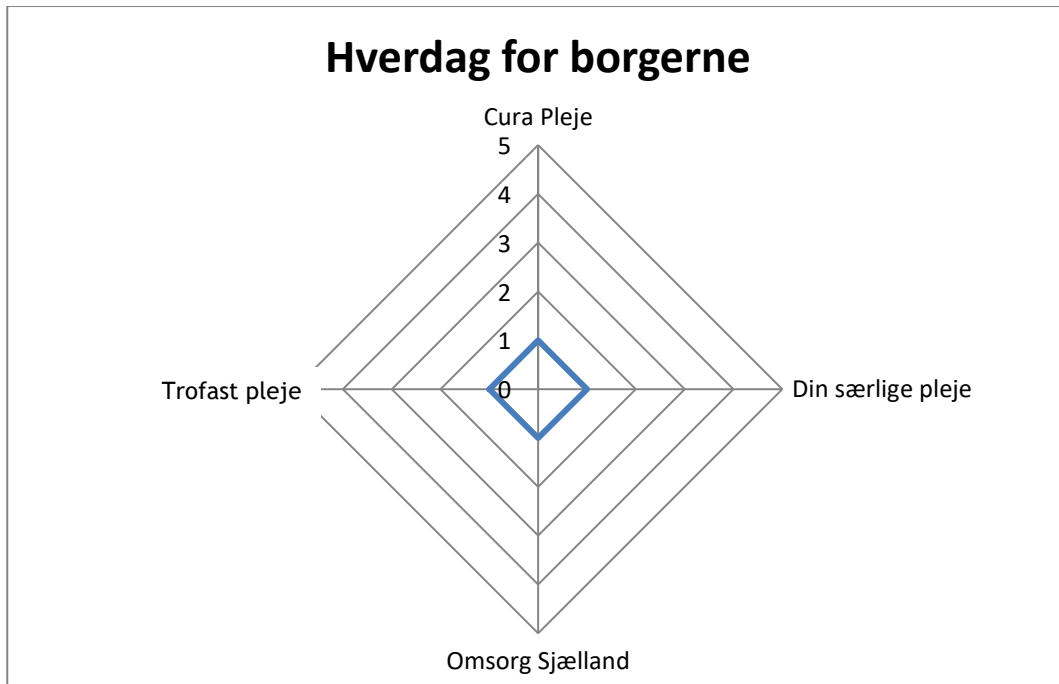 Hverdag for borgerne
Cura Pleje
5
4
3
2
1
0
Trofast pleje
Din særlige pleje
Omsorg Sjælland